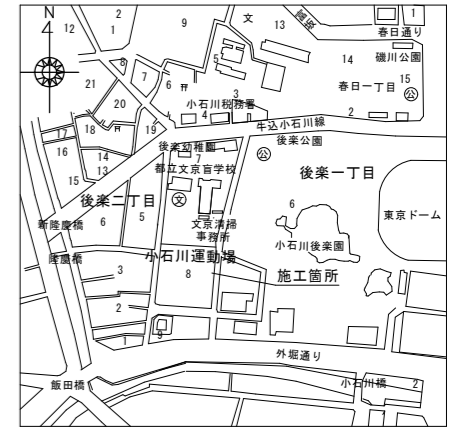 N
2
1
12
9
文
13
富坂
1
春日通り
14
礫川公園
8
7
6
5
21
春日一丁目
15
公
20
3
小石川税務署
4
2
牛込小石川線
17
18
19
16
後楽幼稚園
7
後楽公園
公
14
13
都立文京盲学校
15
後楽一丁目
後楽二丁目
文
6
東京ドーム
新隆慶橋
6
5
文京清掃
事務所
小石川後楽園
隆慶橋
小石川運動場
3
8
施工箇所
2
1
9
外堀通り
飯田橋
小石川橋
2